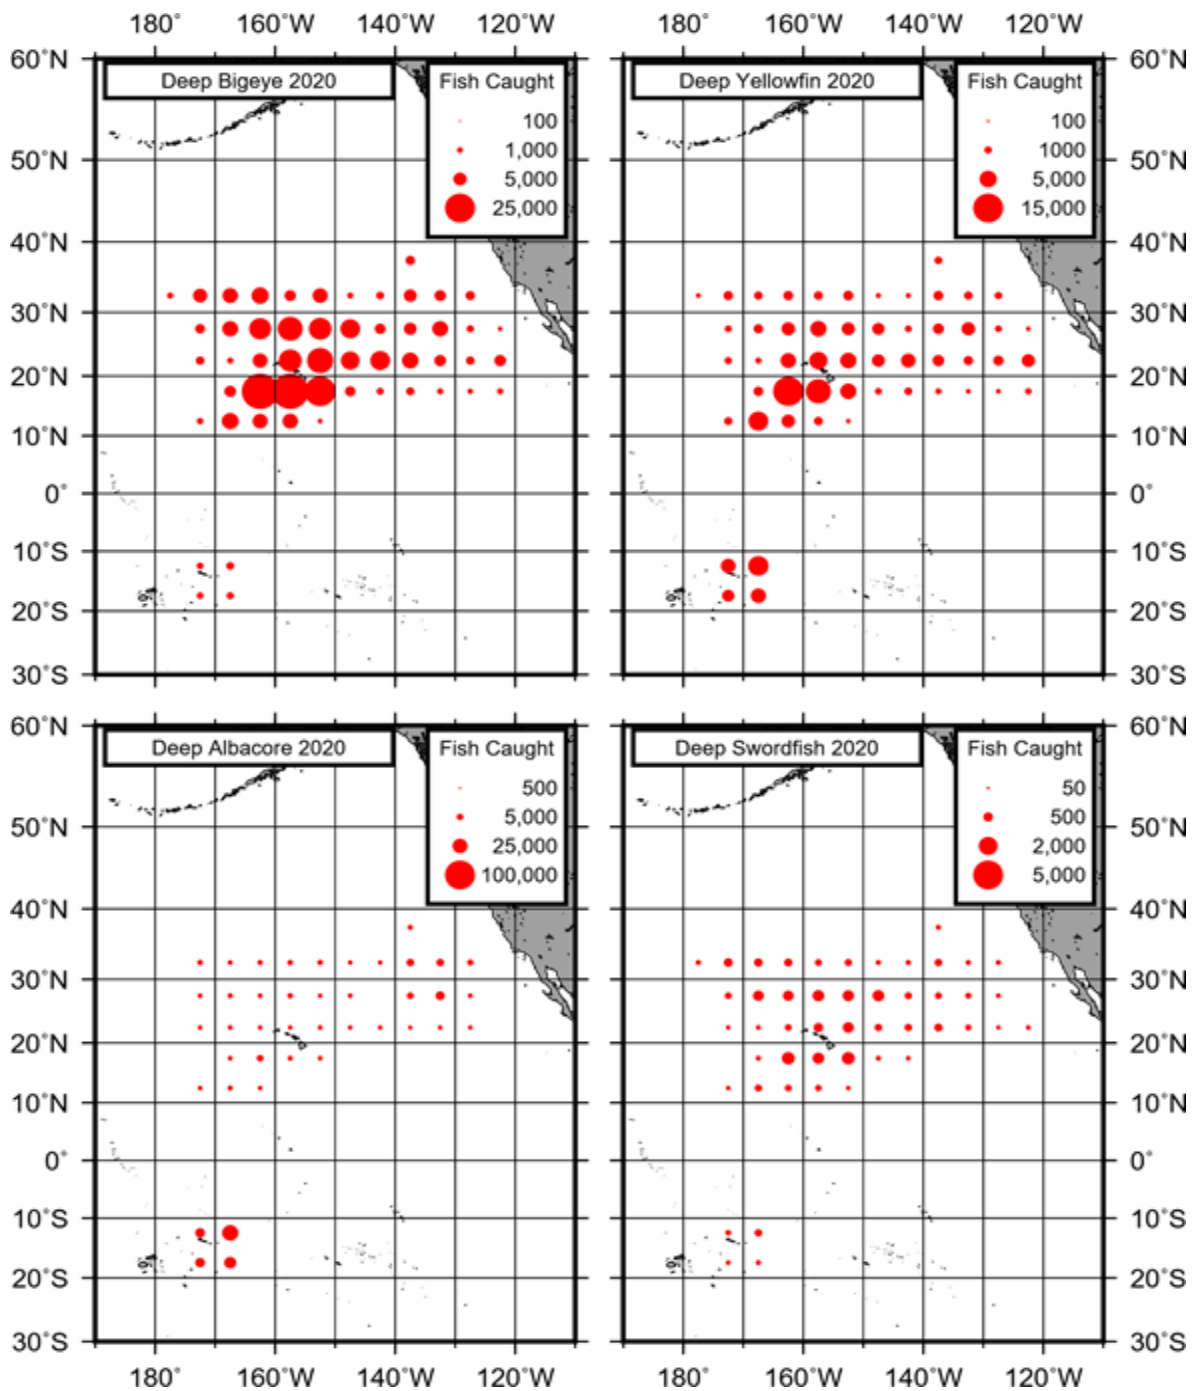 180° 160°W 140° 120°W 180° 160°W 140° 120°W
60°N Deep Bigeye 2020 Fish Caught Deep Yellowfin 2020 Fish Caught 60°N
100 100
50°N 1,000 1000 50°N
5,000 5,000
25,000 15,000
40°N 40°N
30°N 30°N
20°N 20°N
10°N 10°N
0° 0°
10°S 10°S
20°S 20°S
30°S 30°S
60°N Deep Albacore 2020 Fish Caught Deep Swordfish 2020 Fish Caught 60°N
500 50
50°N 5,000 500 50°N
25,000 2,000
100,000 5,000
40°N 40°N
30°N 30°N
20°N 20°N
10°N 10°N
0° 0°
10°S 10°S
20°S 20°S
30°S 30°S
180° 160°W 140° 120°W 180° 160°W 140° 120°W